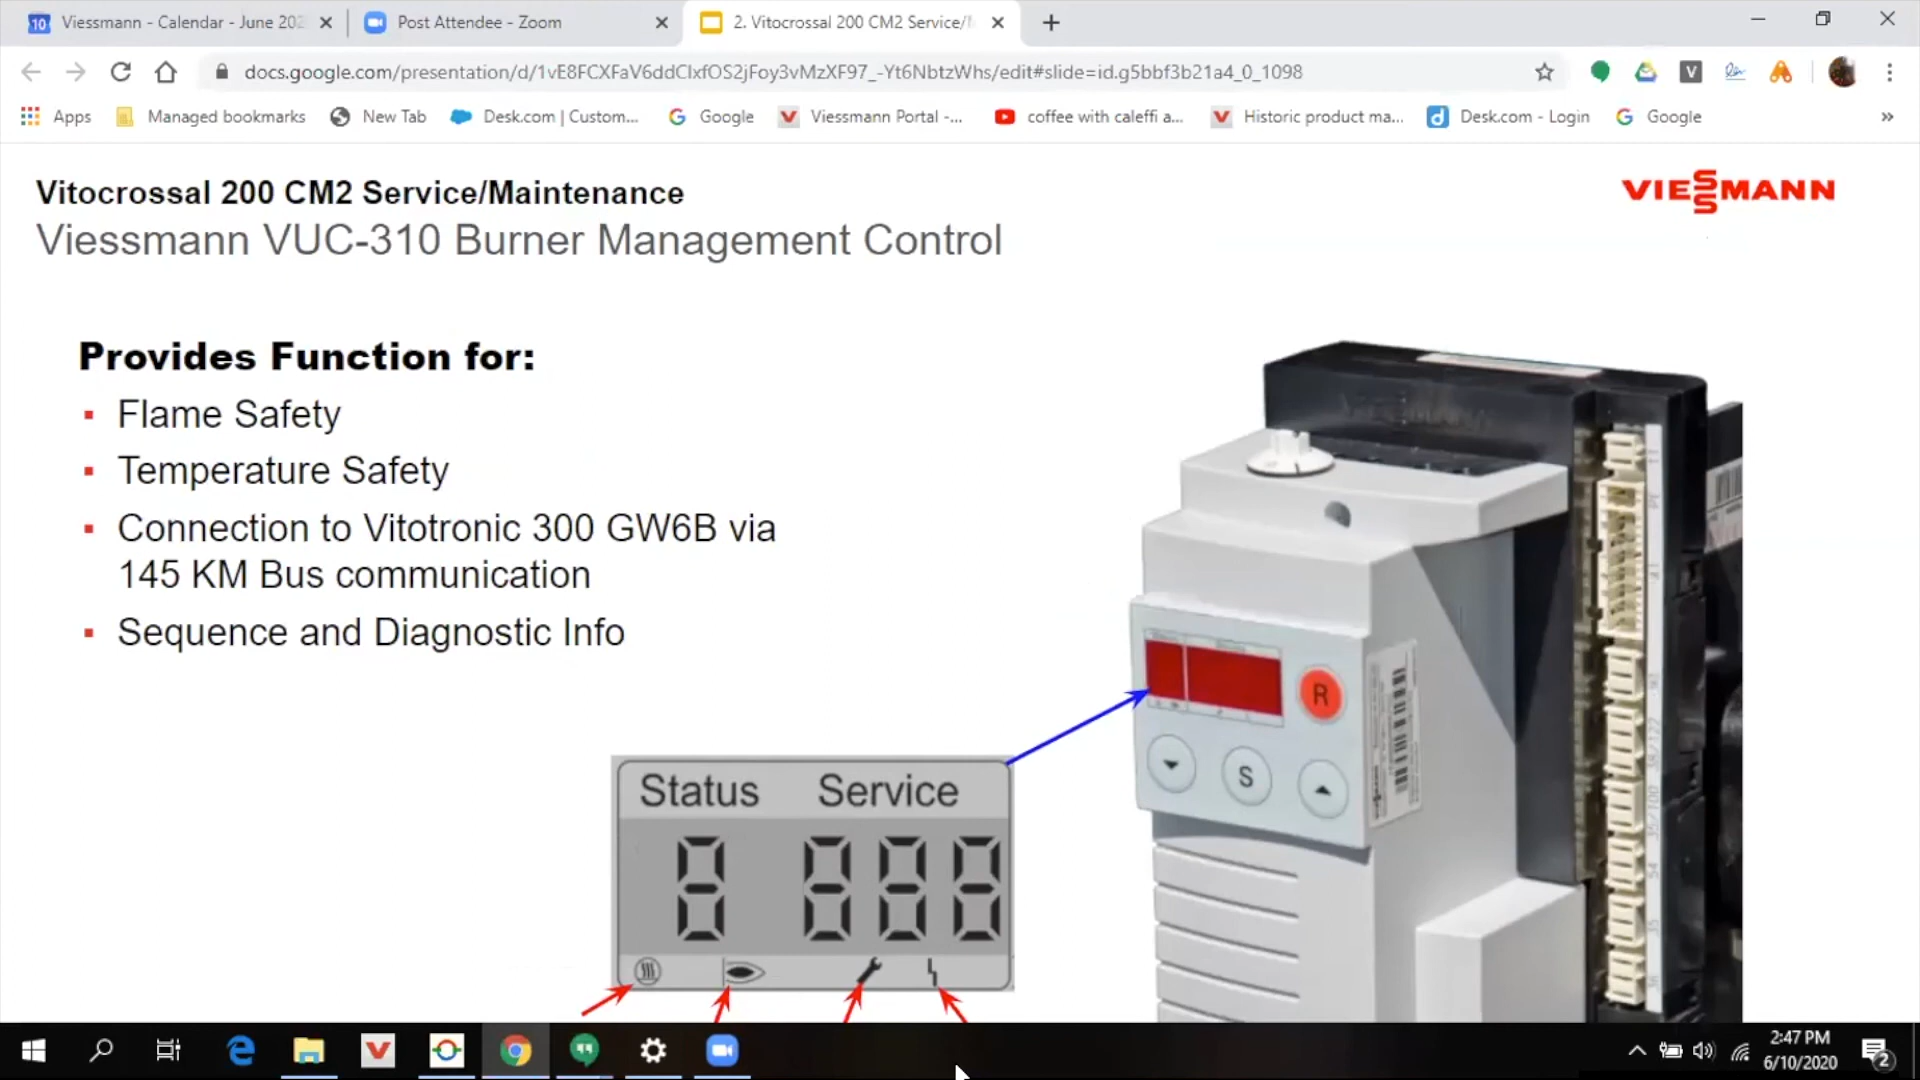 10 Viessmann - Calendar - June 202
Post Attendee - Zoom
2. Vitocrossal 200 CM2 Service/
docs.google.com/presentation/d/1vE8FCXFaV6ddClxfOS2jFoy3vMzXF97_-Yt6NbtzWhs/edit#slide=id.g5bbf3b21a4_0_1098
V
Apps
Managed bookmarks
New Tab
Desk.com | Custom...
Google
Viessmann Portal -...
coffee with caleffi a...
Historic product ma...
Desk.com - Login
Google
»
Vitocrossal 200 CM2 Service/Maintenance
VIESSMANN
Viessmann VUC-310 Burner Management Control
Provides Function for:
▪ Flame Safety
▪ Temperature Safety
▪ Connection to Vitotronic 300 GW6B via
145 KM Bus communication
▪ Sequence and Diagnostic Info
R
S
Status Service
8 888
2:47 PM
6/10/2020
2